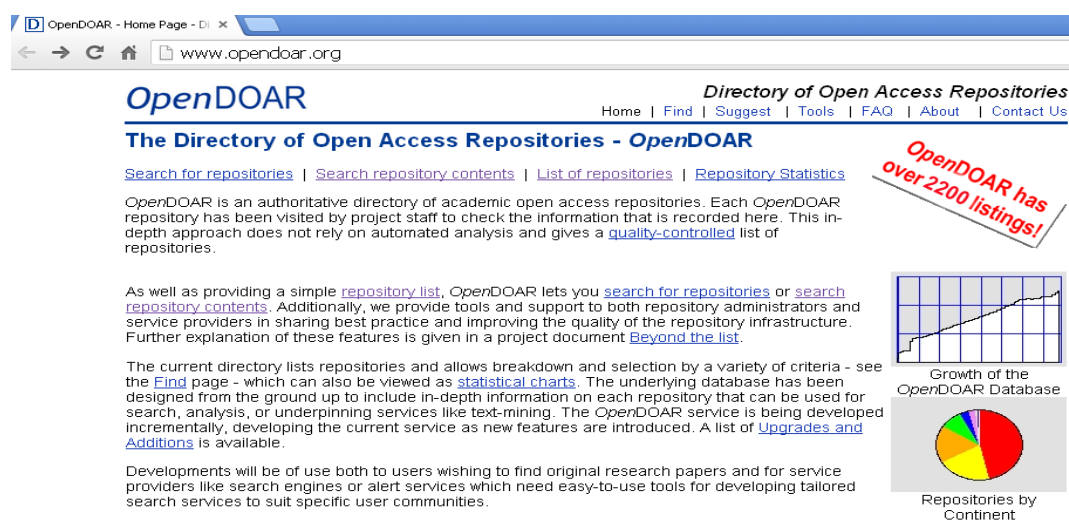 OpenDOAR - Home Page - Di
www.opendoar.org
OpenDOAR
Directory of Open Access Repositories
Home | Find | Suggest | Tools | FAQ | About | Contact Us
The Directory of Open Access Repositories - OpenDOAR
Search for repositories | Search repository contents | List of repositories | Repository Statistics
OpenDOAR has
over 2200 listings!
OpenDOAR is an authoritative directory of academic open access repositories. Each OpenDOAR
repository has been visited by project staff to check the information that is recorded here. This in-
depth approach does not rely on automated analysis and gives a quality-controlled list of
repositories.
As well as providing a simple repository list, OpenDOAR lets you search for repositories or search
repository contents. Additionally, we provide tools and support to both repository administrators and
service providers in sharing best practice and improving the quality of the repository infrastructure.
Further explanation of these features is given in a project document Beyond the list.
The current directory lists repositories and allows breakdown and selection by a variety of criteria - see
the Find page - which can also be viewed as statistical charts. The underlying database has been
designed from the ground up to include in-depth information on each repository that can be used for
search, analysis, or underpinning services like text-mining. The OpenDOAR service is being developed
incrementally, developing the current service as new features are introduced. A list of Upgrades and
Additions is available.
Developments will be of use both to users wishing to find original research papers and for service
providers like search engines or alert services which need easy-to-use tools for developing tailored
search services to suit specific user communities.
Growth of the
OpenDOAR Database
Repositories by
Continent